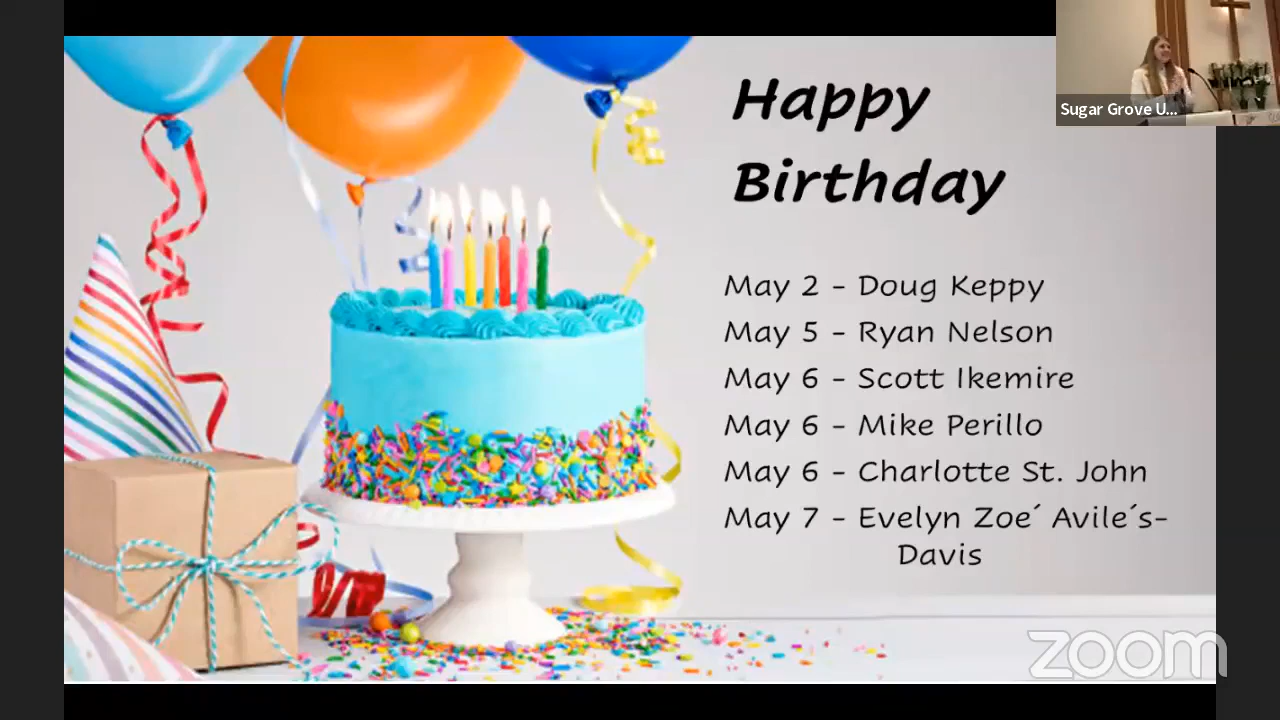 Happy
Birthday
Sugar Grove U...
May 2 - Doug Keppy
May 5 - Ryan Nelson
May 6 - Scott Ikemire
May 6 - Mike Perillo
May 6 - Charlotte St. John
May 7 - Evelyn Zoe´ Avile´s-
Davis
zoom